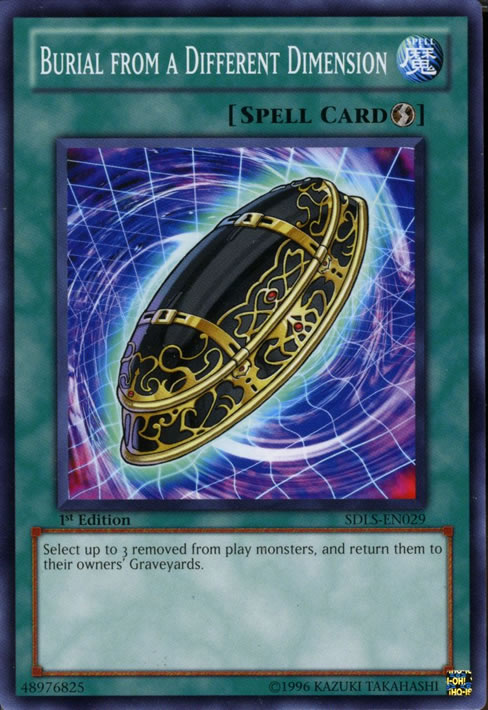 BURIAL FROM A DIFFERENT DIMENSION
SPELL
魔
[SPELL CARD]
1st Edition
SDLS-EN029
Select up to 3 removed from play monsters, and return them to
their owners' Graveyards.
48976825
©1996 KAZUKI TAKAHASHI